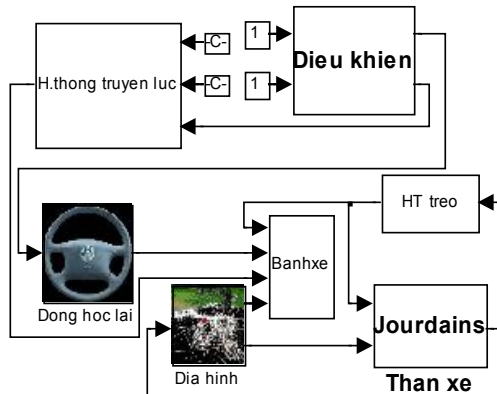 1
-C-
Dieu khien
H.thong truyen luc
-C-
1
HT treo
Banhxe
Dong hoc lai
Jourdains
Dia hinh
Than xe